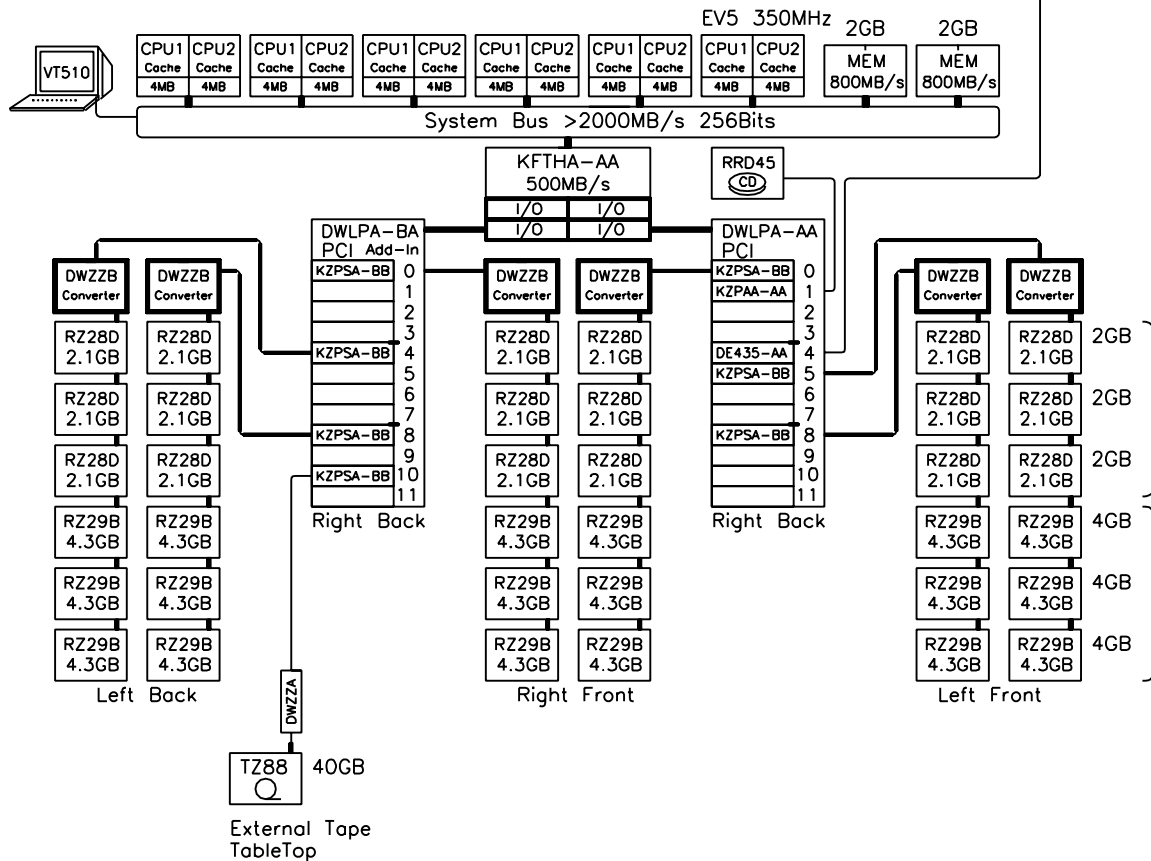 EV5 350MHz
2GB 2GB
VT510
CPU1 CPU2 CPU1 CPU2 CPU1 CPU2 CPU1 CPU2 CPU1 CPU2 CPU1 CPU2 MEM MEM
Cache Cache Cache Cache Cache Cache Cache Cache Cache Cache Cache Cache 800MB/s 800MB/s
4MB 4MB 4MB 4MB 4MB 4MB 4MB 4MB 4MB 4MB 4MB 4MB
System Bus >2000MB/s 256Bits
KFTHA-AA
500MB/s
I/O I/O
I/O I/O
RRD45
CD
DWLPA-BA
PCI Add-In
KZPSA-BB 0
1
2
3
KZPSA-BB 4
5
6
7
KZPSA-BB 8
9
KZPSA-BB 10
11
Right Back
DWLPA-AA
PCI
KZPSA-BB 0
KZPAA-AA 1
2
3
DE435-AA 4
KZPSA-BB 5
6
7
KZPSA-BB 8
9
10
11
Right Back
DWZZB DWZZB DWZZB DWZZB DWZZB DWZZB
Converter Converter Converter Converter Converter Converter
RZ28D RZ28D RZ28D RZ28D RZ28D RZ28D 2GB
2.1GB 2.1GB 2.1GB 2.1GB 2.1GB 2.1GB
RZ28D RZ28D RZ28D RZ28D RZ28D RZ28D 2GB
2.1GB 2.1GB 2.1GB 2.1GB 2.1GB 2.1GB
RZ28D RZ28D RZ28D RZ28D RZ28D RZ28D 2GB
2.1GB 2.1GB 2.1GB 2.1GB 2.1GB 2.1GB
RZ29B RZ29B RZ29B RZ29B RZ29B RZ29B 4GB
4.3GB 4.3GB 4.3GB 4.3GB 4.3GB 4.3GB
RZ29B RZ29B RZ29B RZ29B RZ29B RZ29B 4GB
4.3GB 4.3GB 4.3GB 4.3GB 4.3GB 4.3GB
RZ29B RZ29B RZ29B RZ29B RZ29B RZ29B 4GB
4.3GB 4.3GB 4.3GB 4.3GB 4.3GB 4.3GB
Left Back Right Front Left Front
DWZZA
TZ88 40GB
External Tape
TableTop